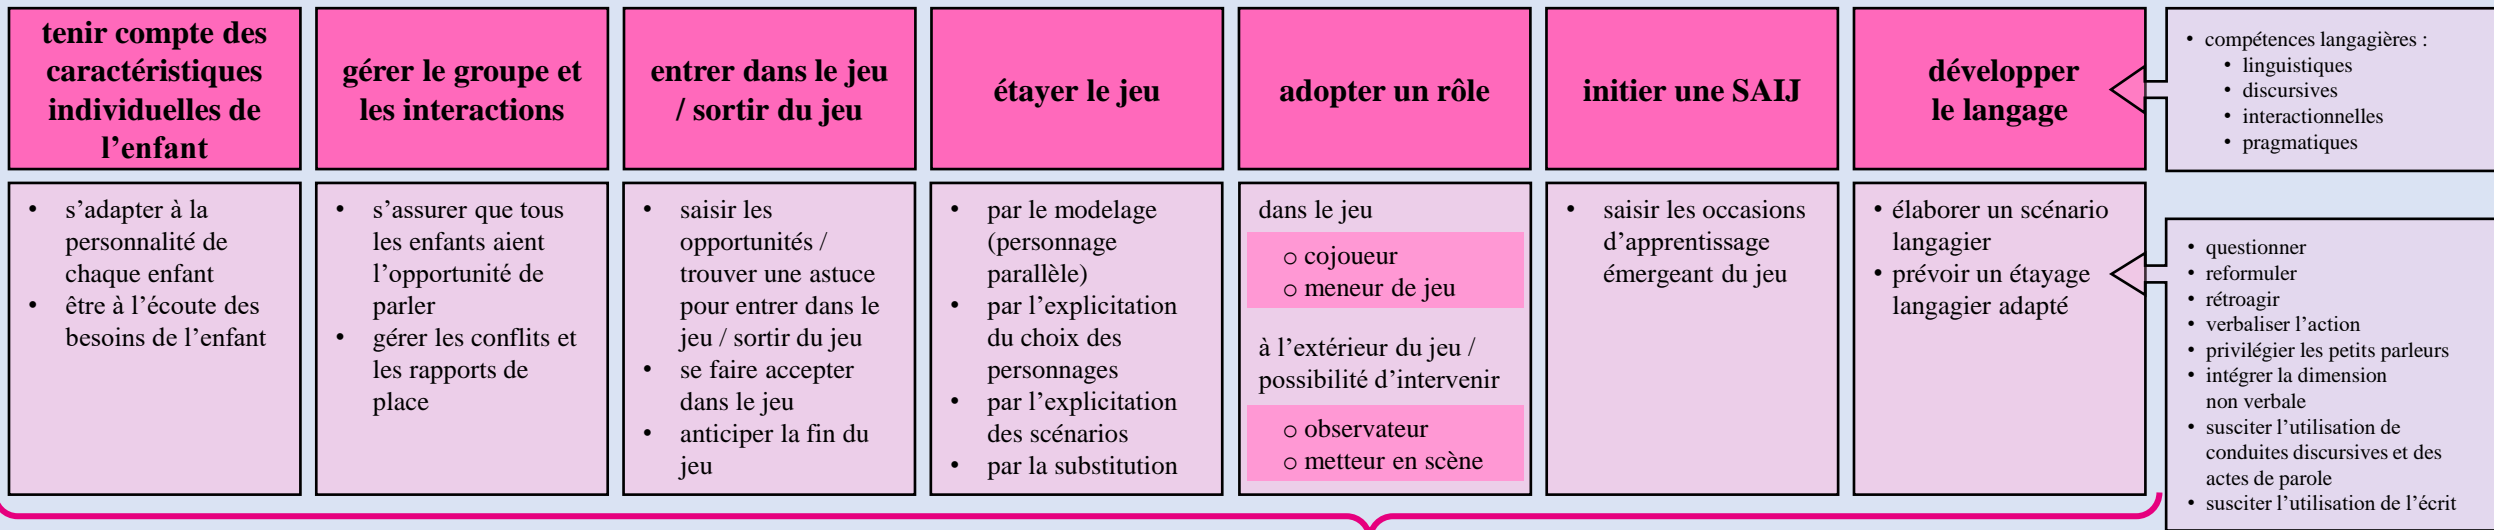 tenir compte des
caractéristiques
individuelles de
l’enfant
gérer le groupe et
les interactions
entrer dans le jeu
/ sortir du jeu
étayer le jeu
adopter un rôle
initier une SAIJ
développer
le langage
• compétences langagières :
• linguistiques
• discursives
• interactionnelles
• pragmatiques
• s’adapter à la
personnalité de
chaque enfant
• être à l’écoute des
besoins de l’enfant
• s’assurer que tous
les enfants aient
l’opportunité de
parler
• gérer les conflits et
les rapports de
place
• saisir les
opportunités /
trouver une astuce
pour entrer dans le
jeu / sortir du jeu
• se faire accepter
dans le jeu
• anticiper la fin du
jeu
• par le modelage
(personnage
parallèle)
• par l’explicitation
du choix des
personnages
• par l’explicitation
des scénarios
• par la substitution
dans le jeu
o cojoueur
o meneur de jeu
à l’extérieur du jeu /
possibilité d’intervenir
o observateur
o metteur en scène
• saisir les occasions
d’apprentissage
émergeant du jeu
• élaborer un scénario
langagier
• prévoir un étayage
langagier adapté
• questionner
• reformuler
• rétroagir
• verbaliser l’action
• privilégier les petits parleurs
• intégrer la dimension
non verbale
• susciter l’utilisation de
conduites discursives et des
actes de parole
• susciter l’utilisation de l’écrit